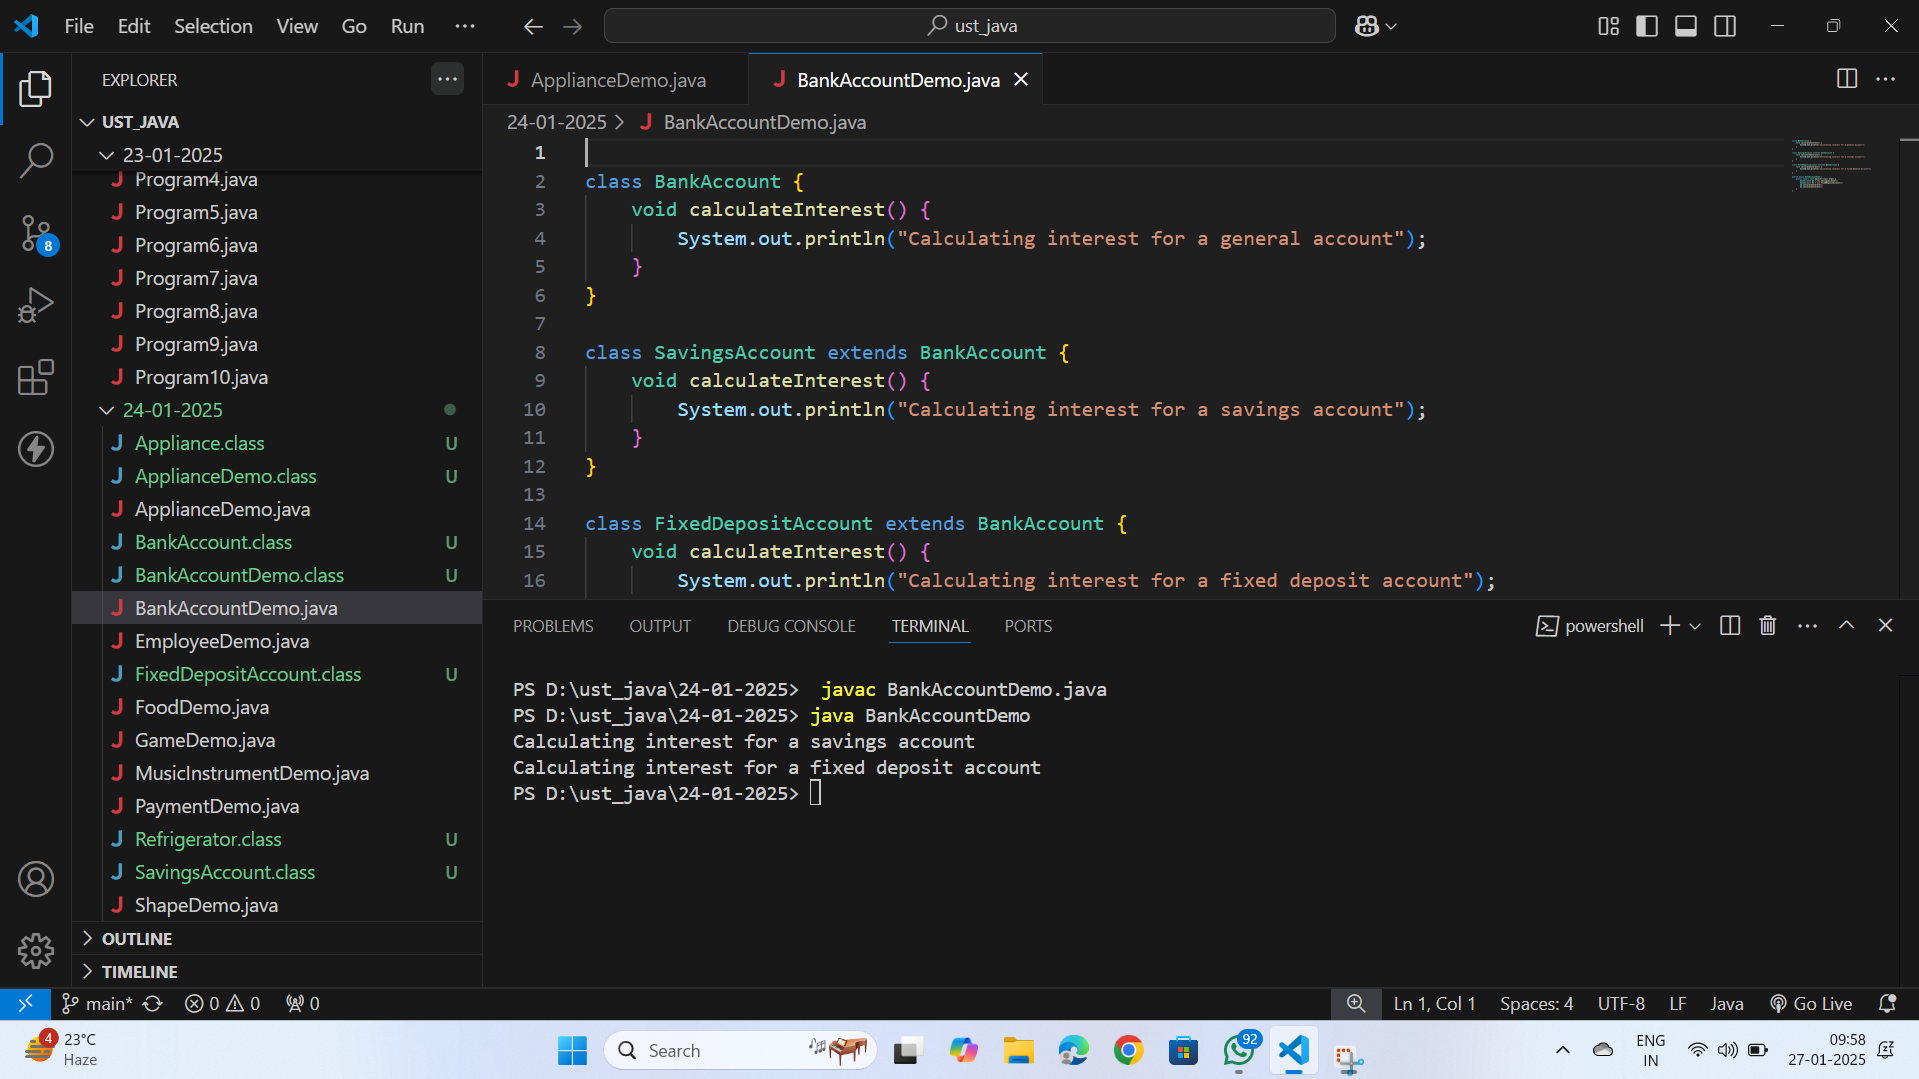 File Edit Selection View Go Run ...
ust_java
EXPLORER
UST_JAVA
23-01-2025
Program4.java
Program5.java
Program6.java
Program7.java
Program8.java
Program9.java
Program10.java
24-01-2025
Appliance.class U
ApplianceDemo.class U
ApplianceDemo.java
BankAccount.class U
BankAccountDemo.class U
BankAccountDemo.java
EmployeeDemo.java
FixedDepositAccount.class U
FoodDemo.java
GameDemo.java
MusicInstrumentDemo.java
PaymentDemo.java
Refrigerator.class U
SavingsAccount.class U
ShapeDemo.java
OUTLINE
TIMELINE
8
ApplianceDemo.java
BankAccountDemo.java
24-01-2025 > BankAccountDemo.java
1
2 class BankAccount {
3 void calculateInterest() {
4 System.out.println("Calculating interest for a general account");
5 }
6 }
7
8 class SavingsAccount extends BankAccount {
9 void calculateInterest() {
10 System.out.println("Calculating interest for a savings account");
11 }
12 }
13
14 class FixedDepositAccount extends BankAccount {
15 void calculateInterest() {
16 System.out.println("Calculating interest for a fixed deposit account");
PROBLEMS OUTPUT DEBUG CONSOLE TERMINAL PORTS
powershell
PS D:\ust_java\24-01-2025>  javac BankAccountDemo.java
PS D:\ust_java\24-01-2025> java BankAccountDemo
Calculating interest for a savings account
Calculating interest for a fixed deposit account
PS D:\ust_java\24-01-2025>
main* 0 0 0
Ln 1, Col 1 Spaces: 4 UTF-8 LF Java Go Live
4
23°C
Haze
Search
92
ENG
IN
09:58
27-01-2025